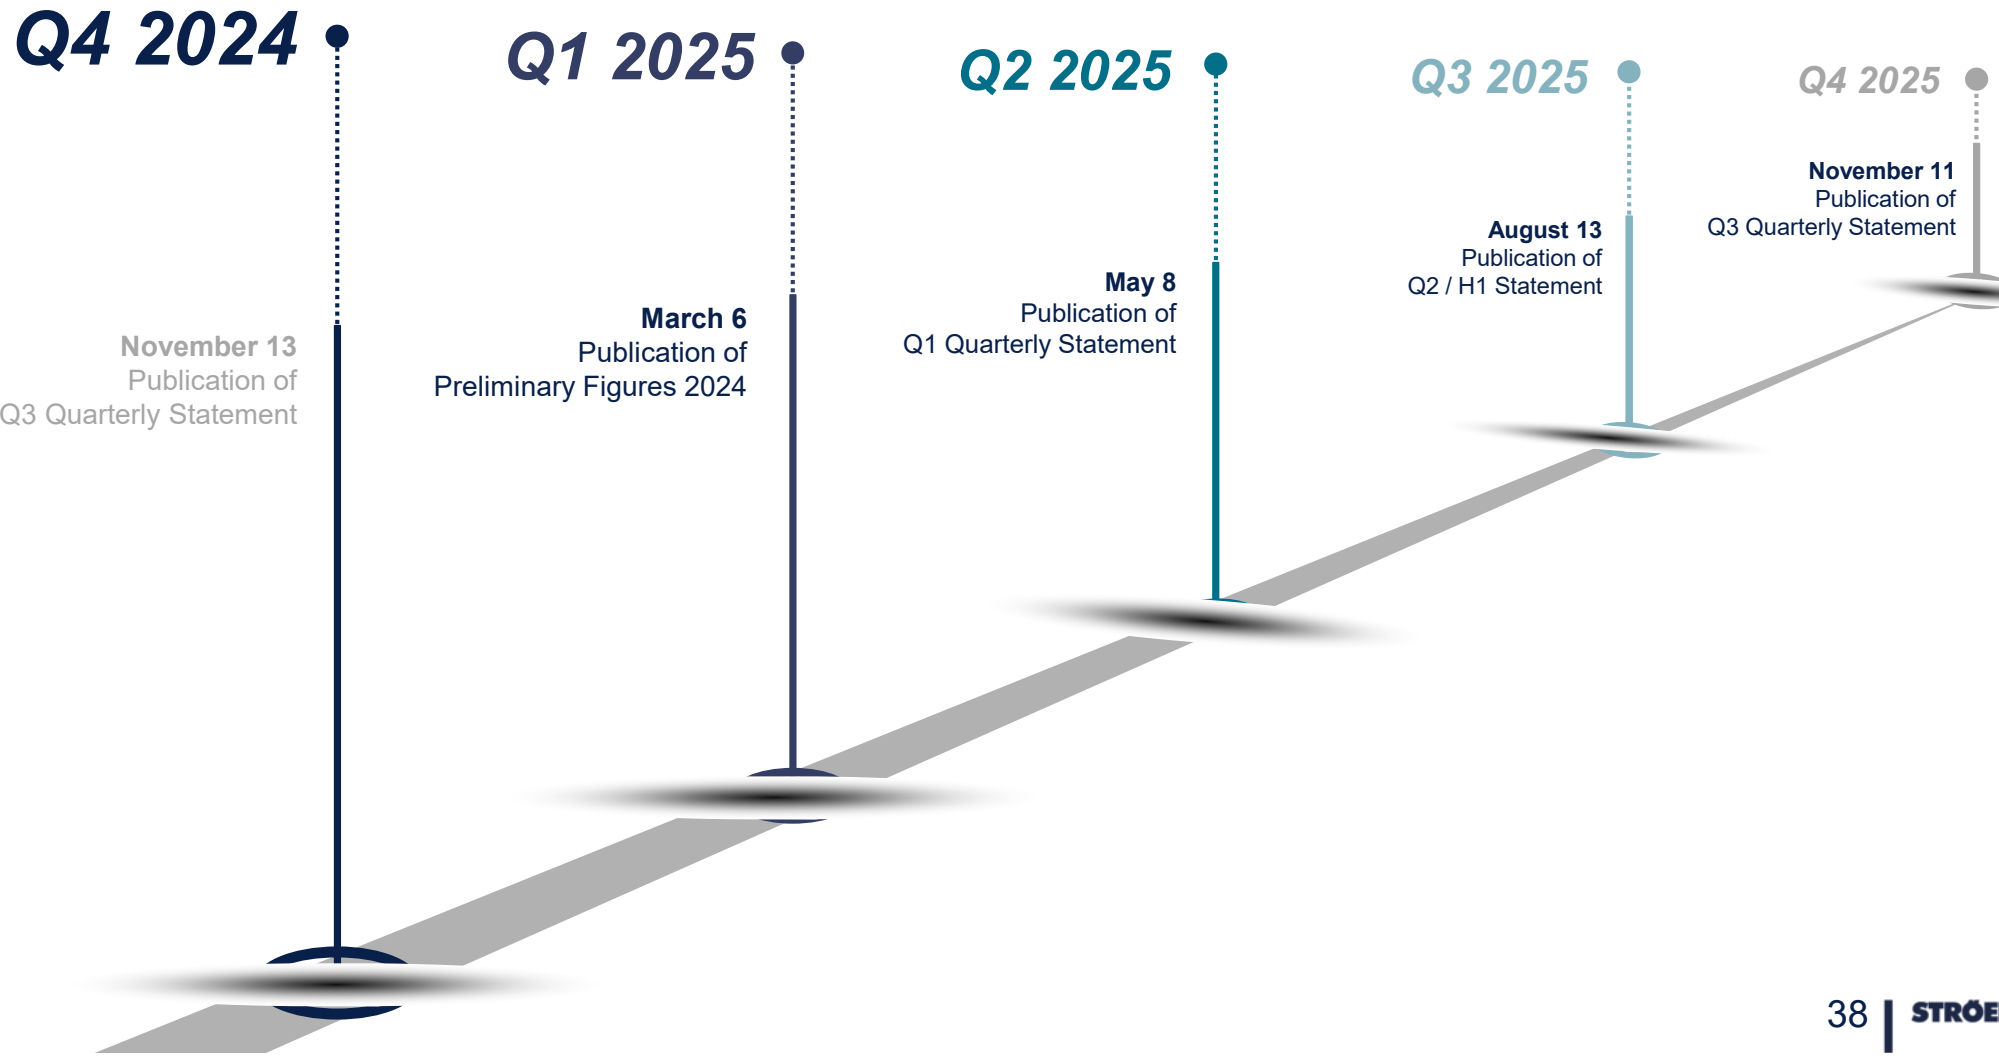 Q4 2024
November 13
Publication of
Q3 Quarterly Statement
Q1 2025
March 6
Publication of
Preliminary Figures 2024
Q2 2025
May 8
Publication of
Q1 Quarterly Statement
Q3 2025
August 13
Publication of
Q2 / H1 Statement
Q4 2025
November 11
Publication of
Q3 Quarterly Statement
38
STRÖE